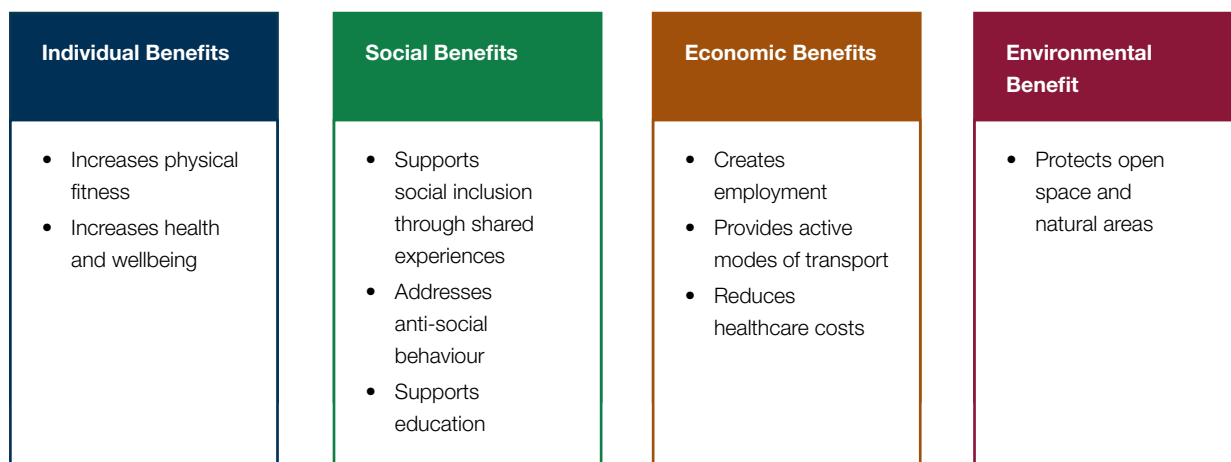 Individual Benefits
• Increases physical
fitness
• Increases health
and wellbeing
Social Benefits
• Supports
social inclusion
through shared
experiences
• Addresses
anti-social
behaviour
• Supports
education
Economic Benefits
• Creates
employment
• Provides active
modes of transport
• Reduces
healthcare costs
Environmental
Benefit
• Protects open
space and
natural areas